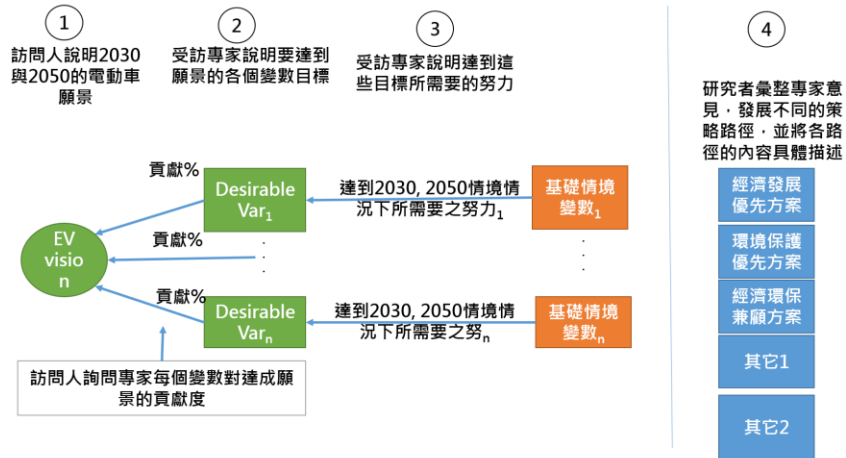 1
訪問人說明2030
與2050的電動車
願景
2
受訪專家說明要達到
願景的各個變數目標
3
受訪專家說明達到這
些目標所需要的努力
4
研究者彙整專家意
見，發展不同的策
略路徑，並將各路
徑的內容具體描述
貢獻%
Desirable
Var1
達到2030, 2050情境情
況下所需要之努力1
基礎情境
變數1
貢獻%
EV
visio
n
.
.
.
.
.
.
貢獻%
Desirable
Varn
達到2030, 2050情境情
況下所需要之努n
基礎情境
變數n
訪問人詢問專家每個變數對達成願
景的貢獻度
經濟發展
優先方案
環境保護
優先方案
經濟環保
兼顧方案
其它1
其它2